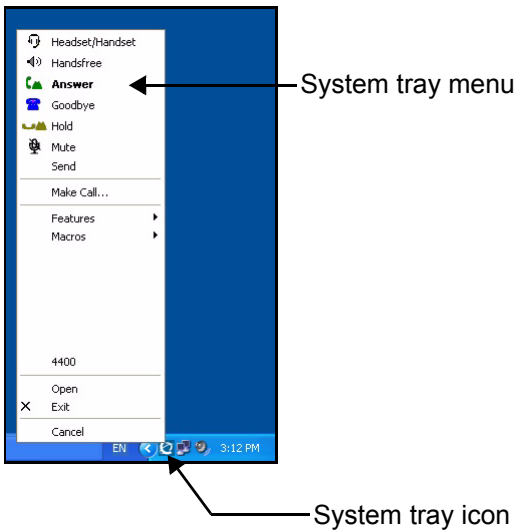 Headset/Handset
Handsfree
Answer
System tray menu
Goodbye
Hold
Mute
Send
Make Call...
Features
Macros
4400
Open
Exit
Cancel
EN
3:12 PM
System tray icon